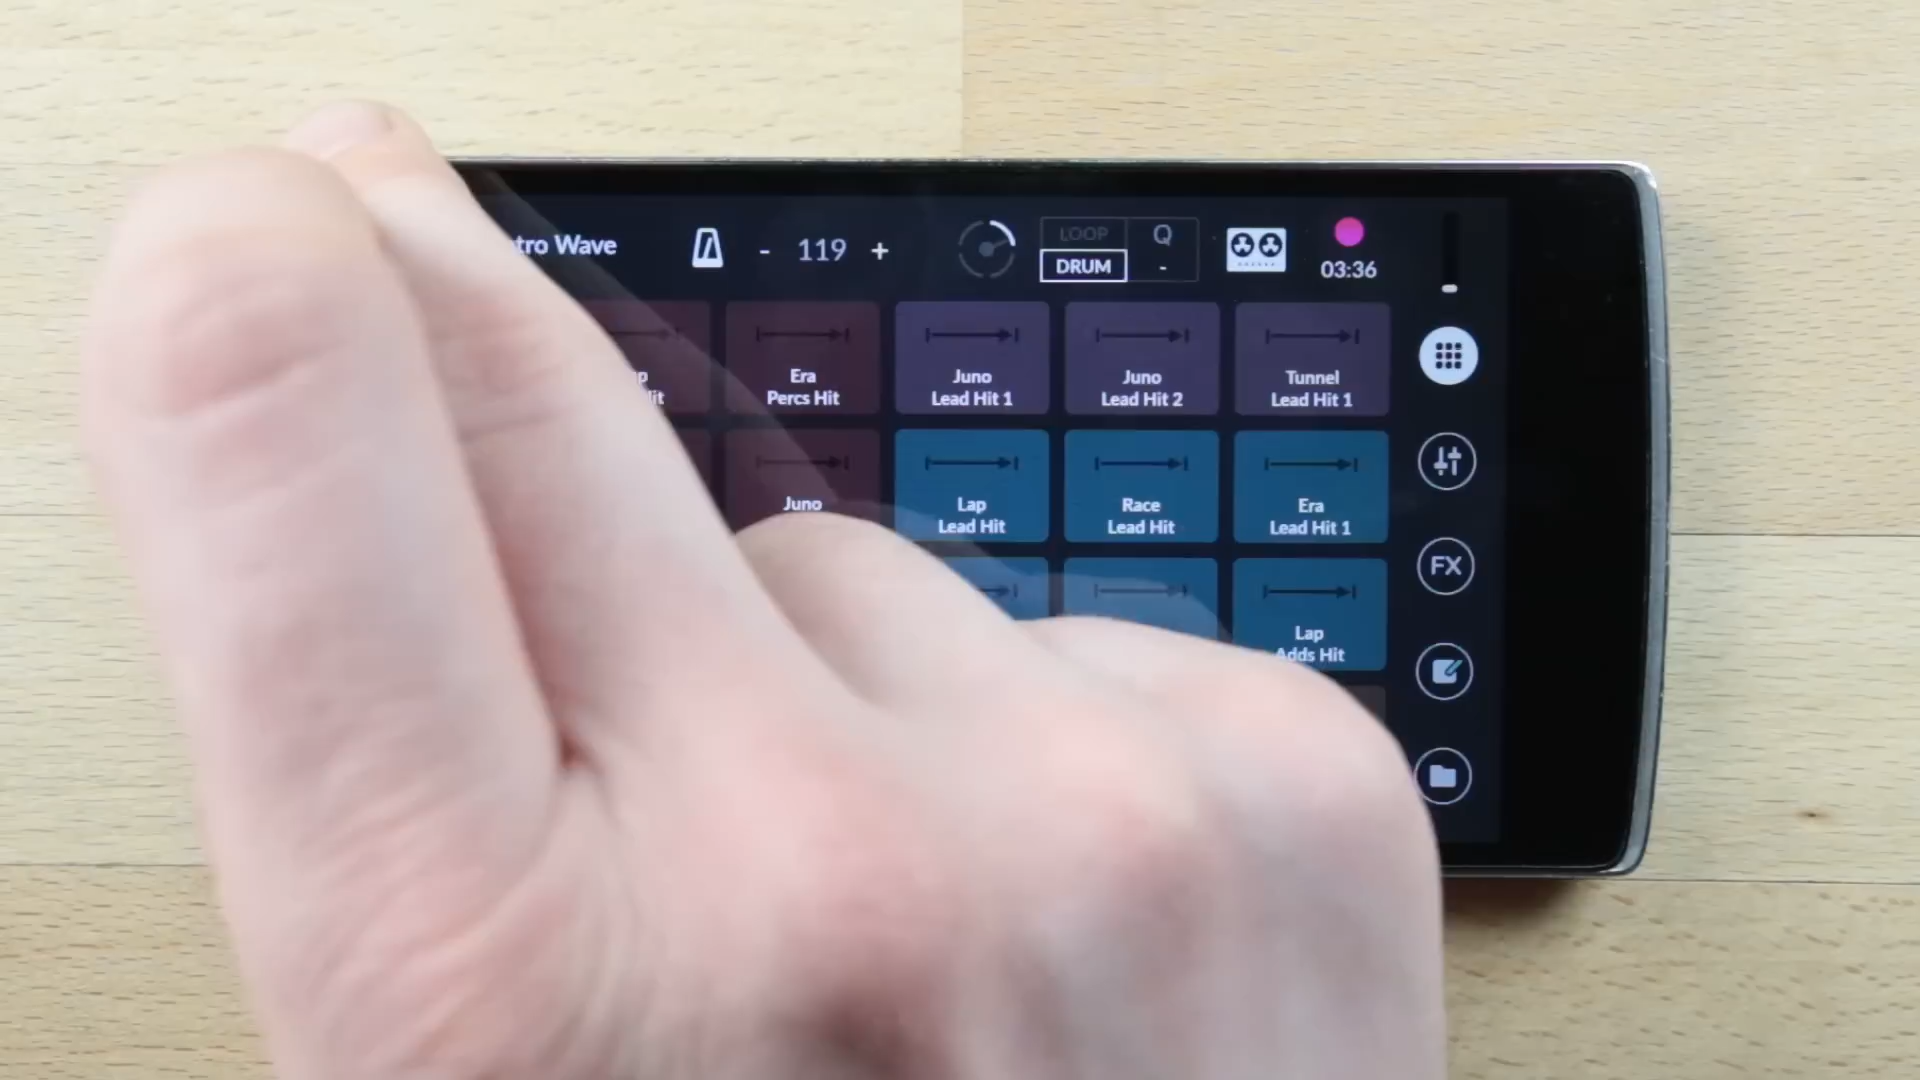 tro Wave
- 119 +
LOOP
Q
DRUM
-
03:36
Era
Percs Hit
Juno
Lead Hit 1
Juno
Lead Hit 2
Tunnel
Lead Hit 1
Juno
Lap
Lead Hit
Race
Lead Hit
Era
Lead Hit 1
FX
Lap
Adds Hit